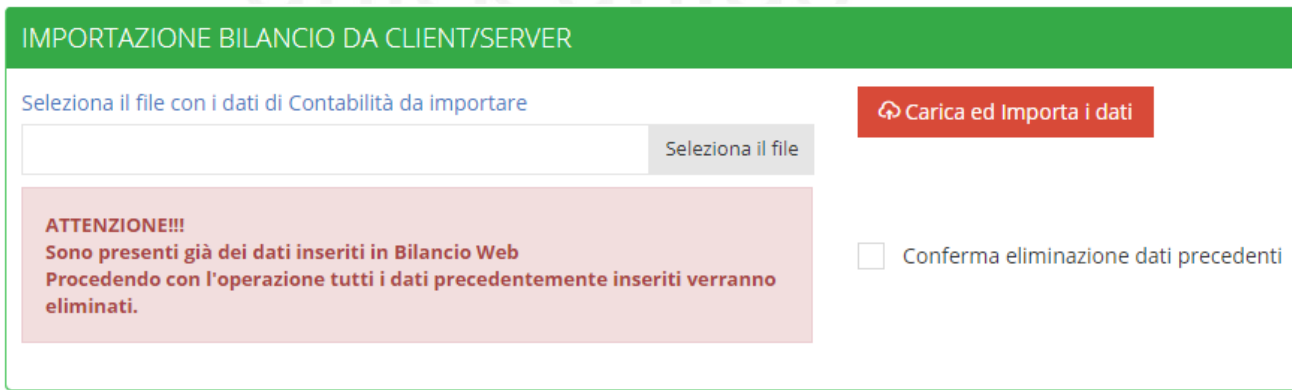 IMPORTAZIONE BILANCIO DA CLIENT/SERVER
Seleziona il file con i dati di Contabilità da importare
Seleziona il file
Carica ed Importa i dati
ATTENZIONE!!!
Sono presenti già dei dati inseriti in Bilancio Web
Procedendo con l'operazione tutti i dati precedentemente inseriti verranno
eliminati.
Conferma eliminazione dati precedenti